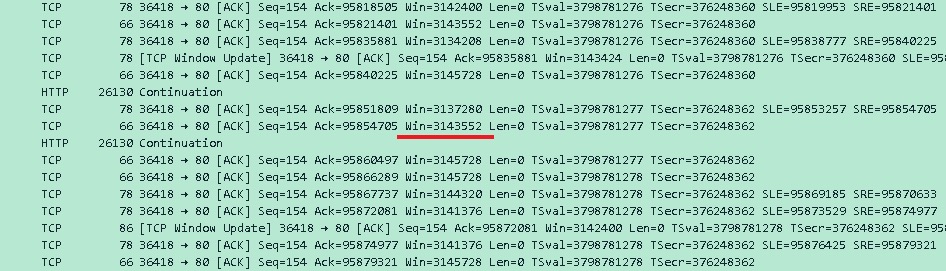 TCP 78 36418 → 80 [ACK] Seq=154 Ack=95818505 Win=3142400 Len=0 TSval=3798781276 TSecr=376248360 SLE=95819953 SRE=95821401
TCP 66 36418 → 80 [ACK] Seq=154 Ack=95821401 Win=3143552 Len=0 TSval=3798781276 TSecr=376248360
TCP 78 36418 → 80 [ACK] Seq=154 Ack=95835881 Win=3134208 Len=0 TSval=3798781276 TSecr=376248360 SLE=95838777 SRE=95840225
TCP 78 [TCP Window Update] 36418 → 80 [ACK] Seq=154 Ack=95835881 Win=3143424 Len=0 TSval=3798781276 TSecr=376248360 SLE=958
TCP 66 36418 → 80 [ACK] Seq=154 Ack=95840225 Win=3145728 Len=0 TSval=3798781276 TSecr=376248360
HTTP 26130 Continuation
TCP 78 36418 → 80 [ACK] Seq=154 Ack=95851809 Win=3137280 Len=0 TSval=3798781277 TSecr=376248362 SLE=95853257 SRE=95854705
TCP 66 36418 → 80 [ACK] Seq=154 Ack=95854705 Win=3143552 Len=0 TSval=3798781277 TSecr=376248362
HTTP 26130 Continuation
TCP 66 36418 → 80 [ACK] Seq=154 Ack=95860497 Win=3145728 Len=0 TSval=3798781277 TSecr=376248362
TCP 66 36418 → 80 [ACK] Seq=154 Ack=95866289 Win=3145728 Len=0 TSval=3798781278 TSecr=376248362
TCP 78 36418 → 80 [ACK] Seq=154 Ack=95867737 Win=3144320 Len=0 TSval=3798781278 TSecr=376248362 SLE=95869185 SRE=95870633
TCP 78 36418 → 80 [ACK] Seq=154 Ack=95872081 Win=3141376 Len=0 TSval=3798781278 TSecr=376248362 SLE=95873529 SRE=95874977
TCP 86 [TCP Window Update] 36418 → 80 [ACK] Seq=154 Ack=95872081 Win=3142400 Len=0 TSval=3798781278 TSecr=376248362 SLE=958
TCP 78 36418 → 80 [ACK] Seq=154 Ack=95874977 Win=3141376 Len=0 TSval=3798781278 TSecr=376248362 SLE=95876425 SRE=95879321
TCP 66 36418 → 80 [ACK] Seq=154 Ack=95879321 Win=3145728 Len=0 TSval=3798781278 TSecr=376248362